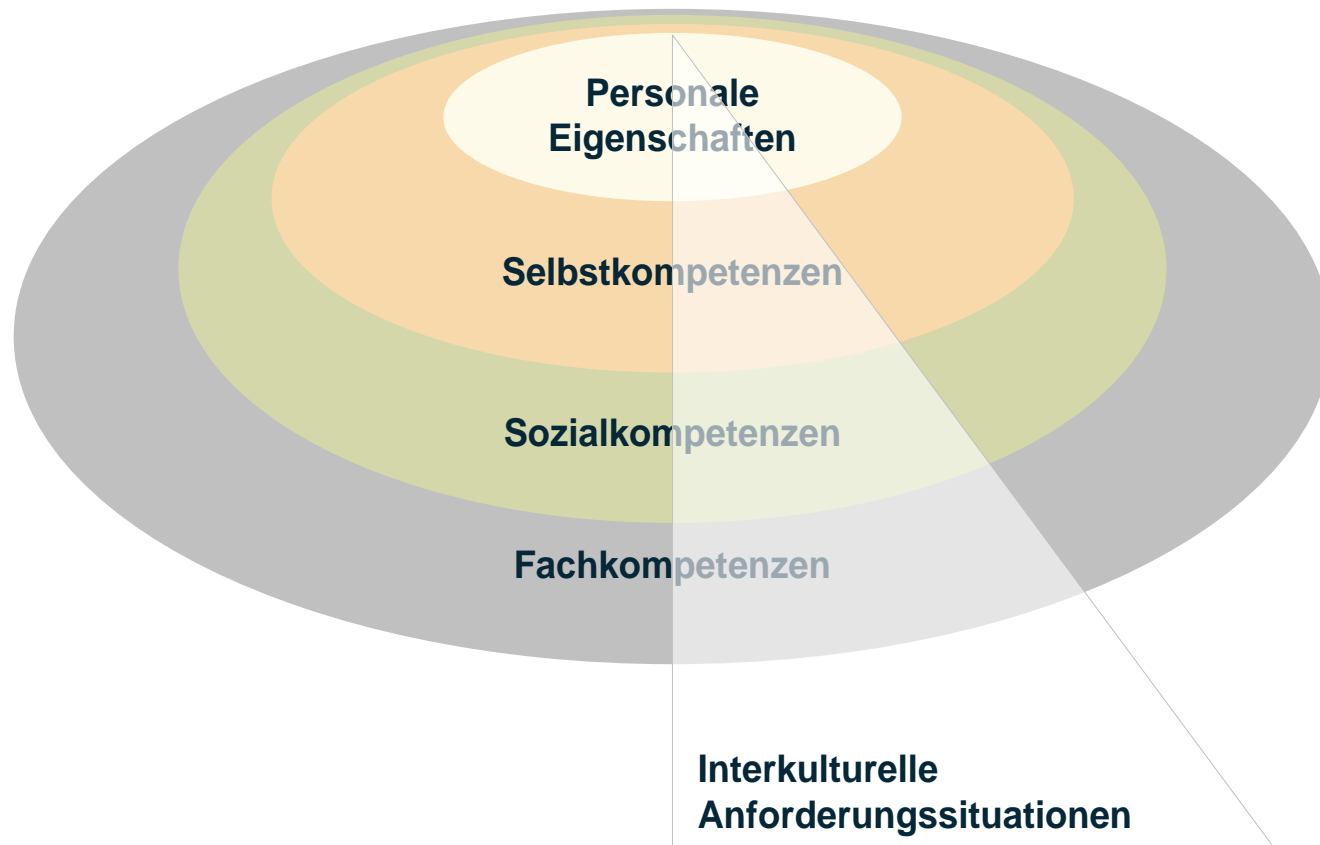 Personale
Eigenschaften
Selbstkompetenzen
Sozialkompetenzen
Fachkompetenzen
Interkulturelle
Anforderungssituationen